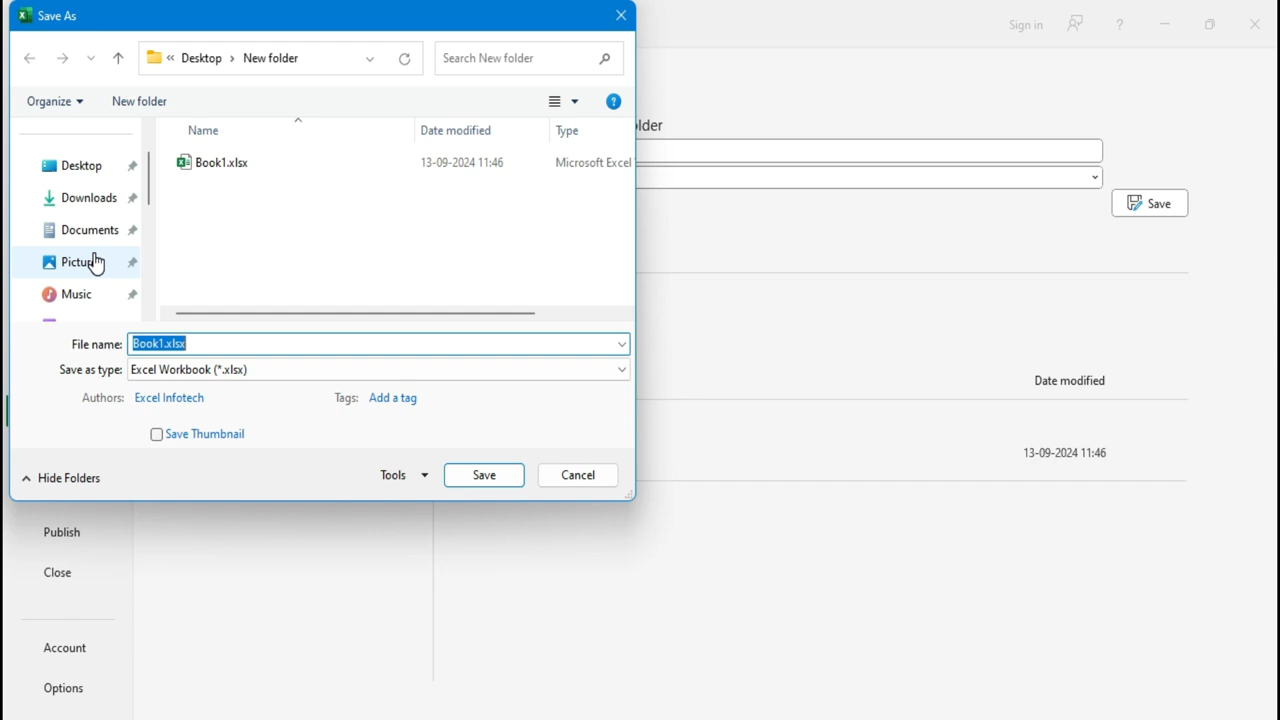 Save As
Sign in
?
« Desktop > New folder
Search New folder
Organize
New folder
?
Name
Date modified
Type
lder
Desktop
Book1.xlsx
13-09-2024 11:46
Microsoft Excel
Downloads
Save
Documents
Pictu
Music
File name: Book1.xlsx
Save as type: Excel Workbook (*.xlsx)
Date modified
Authors: Excel Infotech
Tags: Add a tag
Save Thumbnail
13-09-2024 11:46
Hide Folders
Tools
Save
Cancel
Publish
Close
Account
Options